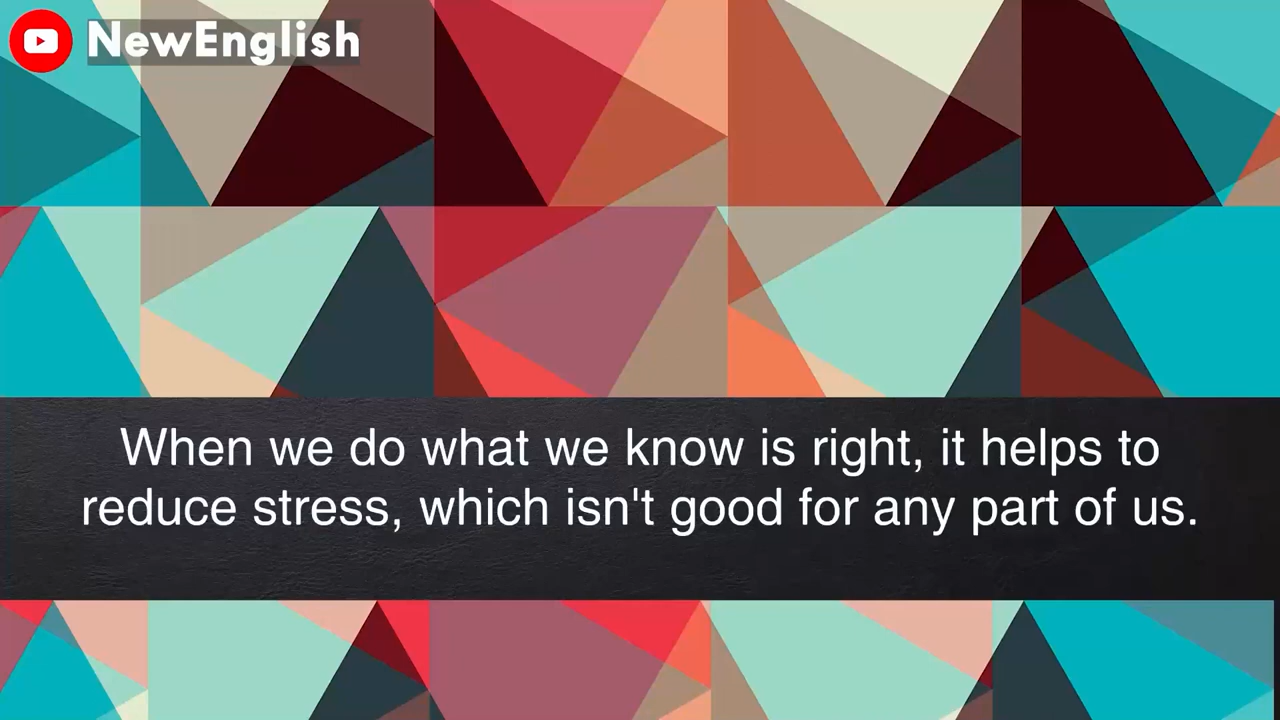 NewEnglish
When we do what we know is right, it helps to
reduce stress, which isn't good for any part of us.